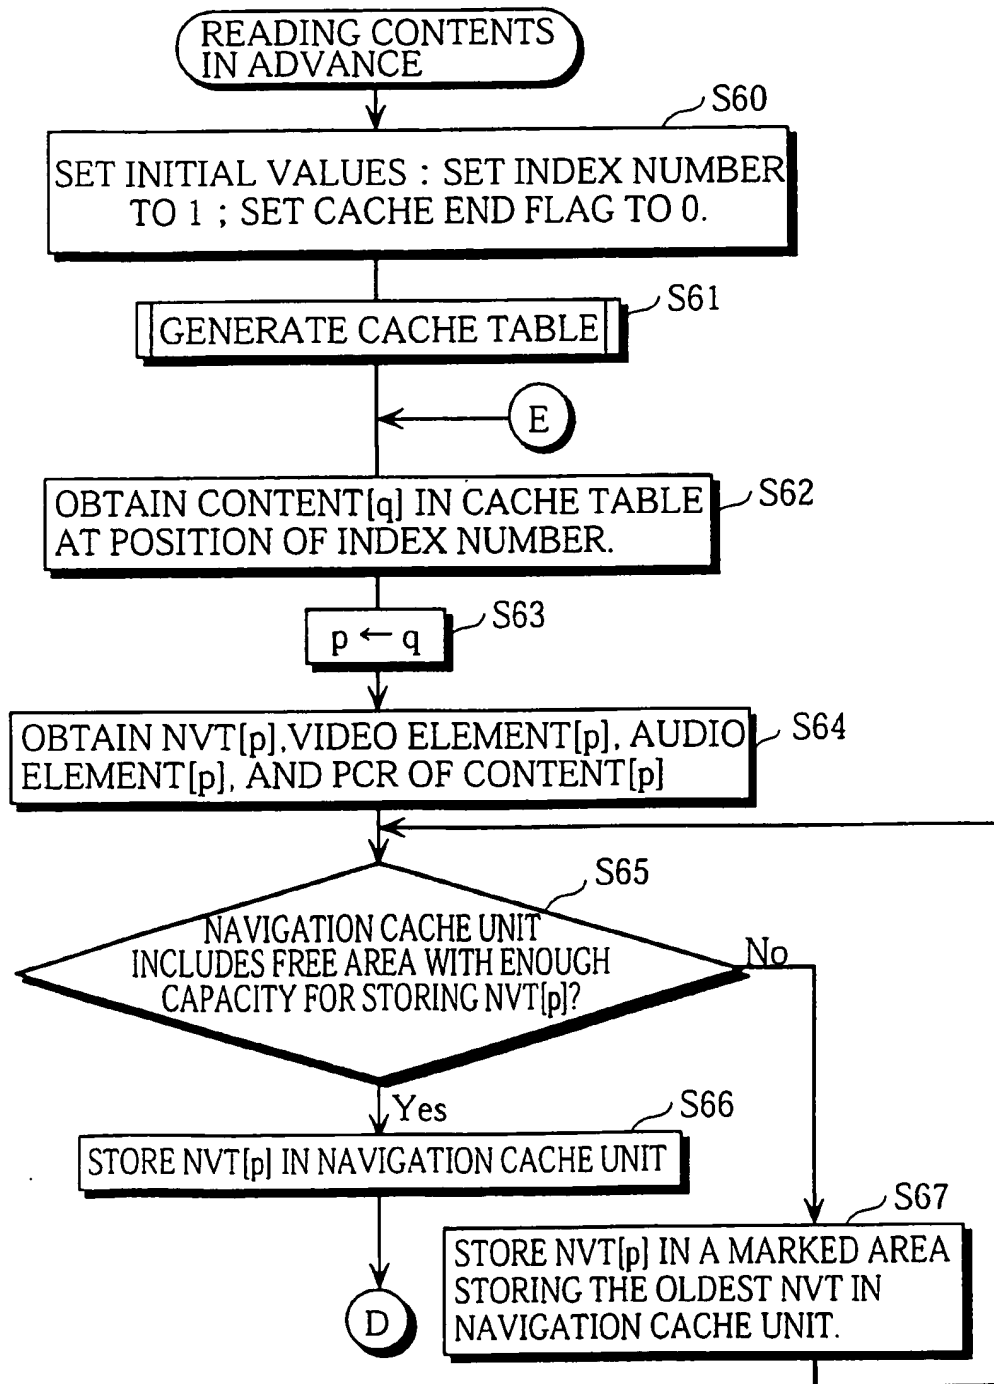 READING CONTENTS
IN ADVANCE
S60
SET INITIAL VALUES : SET INDEX NUMBER
TO 1 ; SET CACHE END FLAG TO 0.
S61
GENERATE CACHE TABLE
E
S62
OBTAIN CONTENT[q] IN CACHE TABLE
AT POSITION OF INDEX NUMBER.
S63
p ← q
S64
OBTAIN NVT[p],VIDEO ELEMENT[p], AUDIO
ELEMENT[p], AND PCR OF CONTENT[p]
S65
NAVIGATION CACHE UNIT
INCLUDES FREE AREA WITH ENOUGH
CAPACITY FOR STORING NVT[p]?
No
Yes
S66
STORE NVT[p] IN NAVIGATION CACHE UNIT
S67
STORE NVT[p] IN A MARKED AREA
STORING THE OLDEST NVT IN
NAVIGATION CACHE UNIT.
D